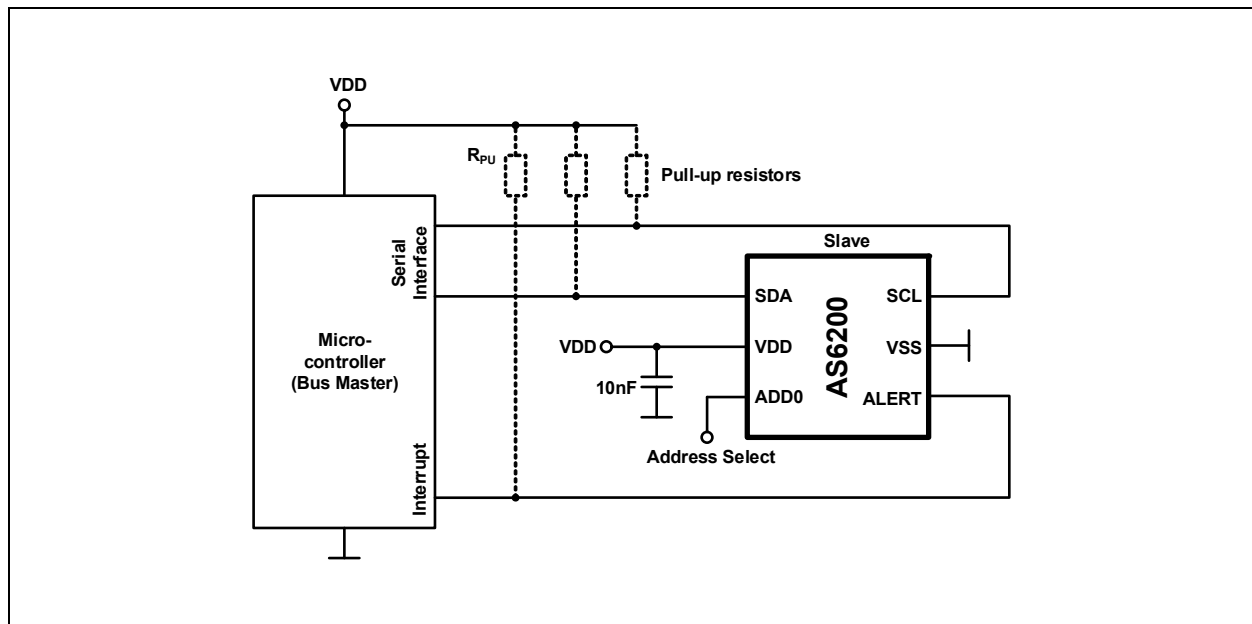 VDD
RPU
Pull-up resistors
Serial
Interface
Slave
SDA
SCL
Micro-
controller
(Bus Master)
VDD
VDD
AS6200
VSS
10nF
ADD0
ALERT
Address Select
Interrupt